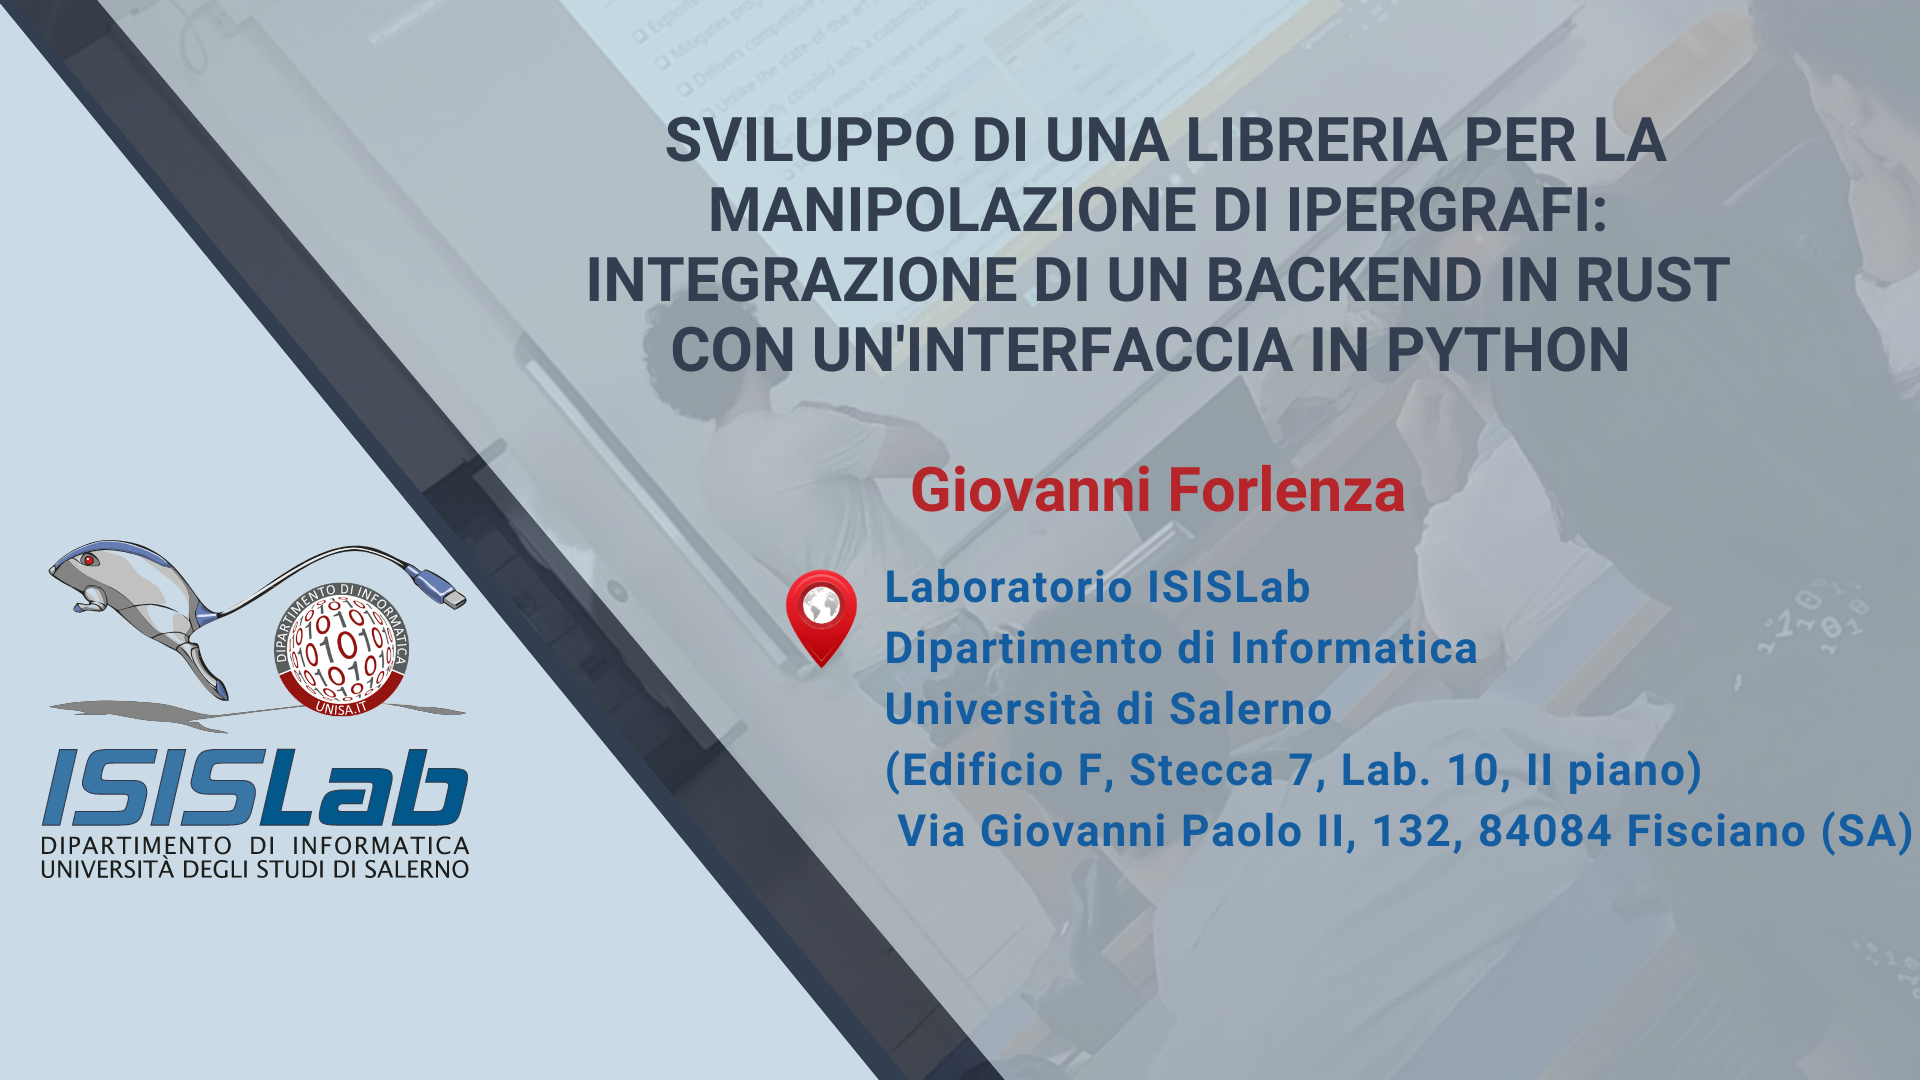 SVILUPPO DI UNA LIBRERIA PER LA
MANIPOLAZIONE DI IPERGRAFI:
INTEGRAZIONE DI UN BACKEND IN RUST
CON UN'INTERFACCIA IN PYTHON
Giovanni Forlenza
Laboratorio ISISLab
Dipartimento di Informatica
Università di Salerno
(Edificio F, Stecca 7, Lab. 10, II piano)
Via Giovanni Paolo II, 132, 84084 Fisciano (SA)
DIPARTIMENTO DI INFORMATICA
UNISA.IT
ISISLab
DIPARTIMENTO DI INFORMATICA
UNIVERSITÀ DEGLI STUDI DI SALERNO